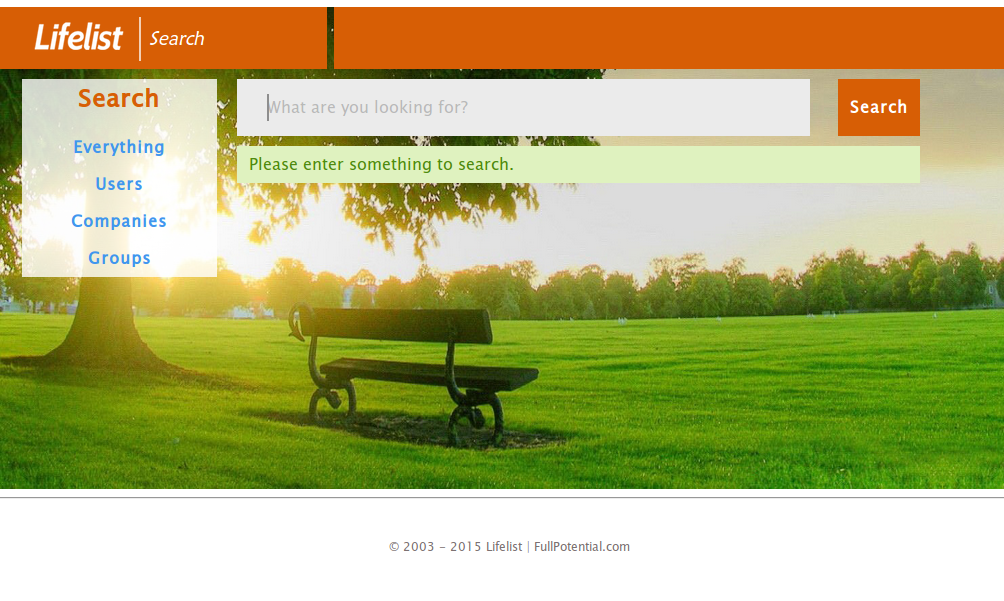 Lifelist Search
Search
Everything
Users
Companies
Groups
What are you looking for?
Search
Please enter something to search.
© 2003 – 2015 Lifelist | FullPotential.com